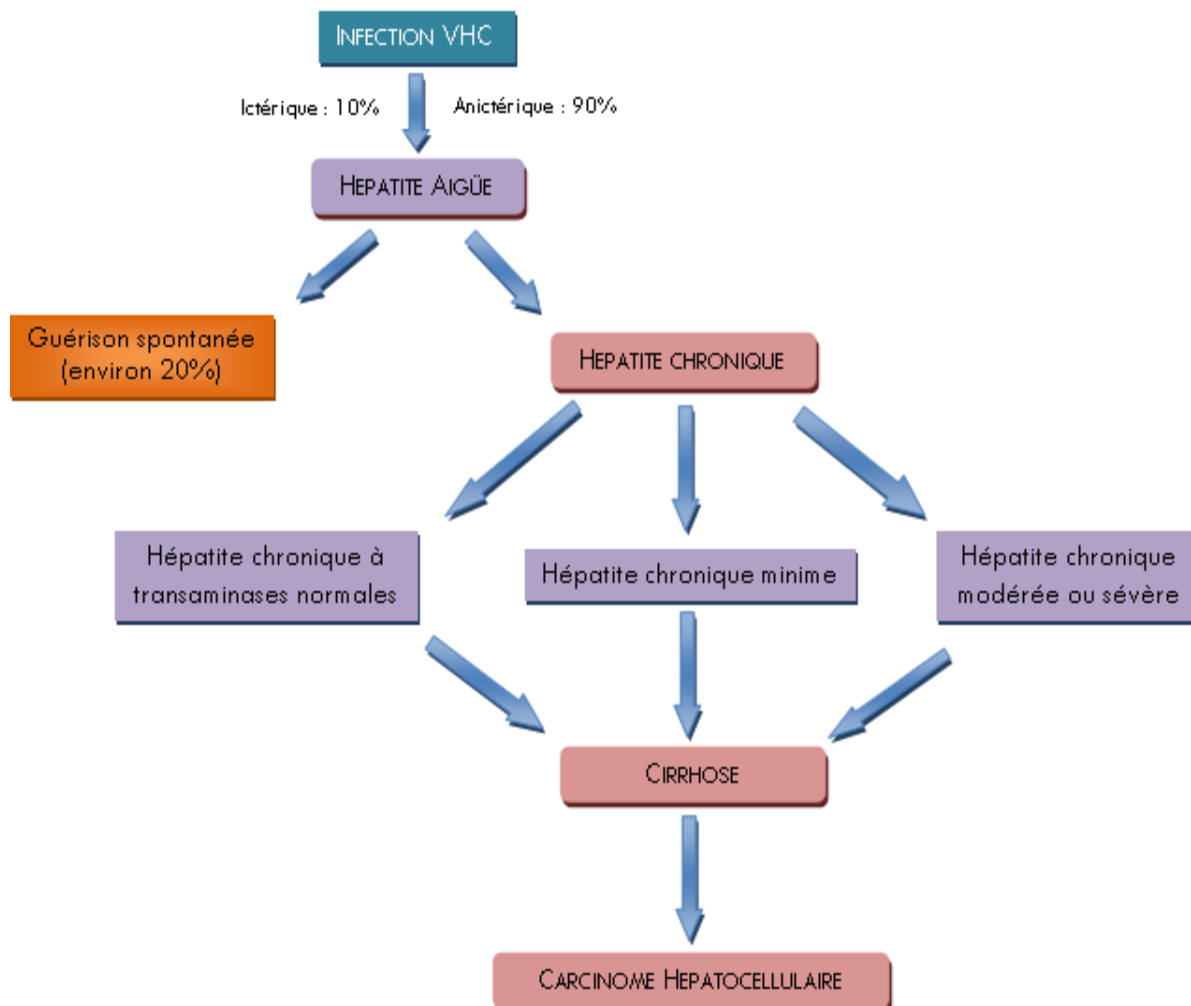 INFECTION VHC
Ictérique : 10%
Anictérique : 90%
HEPATITE AIGÜE
Guérison spontanée
(environ 20%)
HEPATITE CHRONIQUE
Hépatite chronique à
transaminases normales
Hépatite chronique minime
Hépatite chronique
modérée ou sévère
CIRRHOSE
CARCINOME HEPATOCELLULAIRE